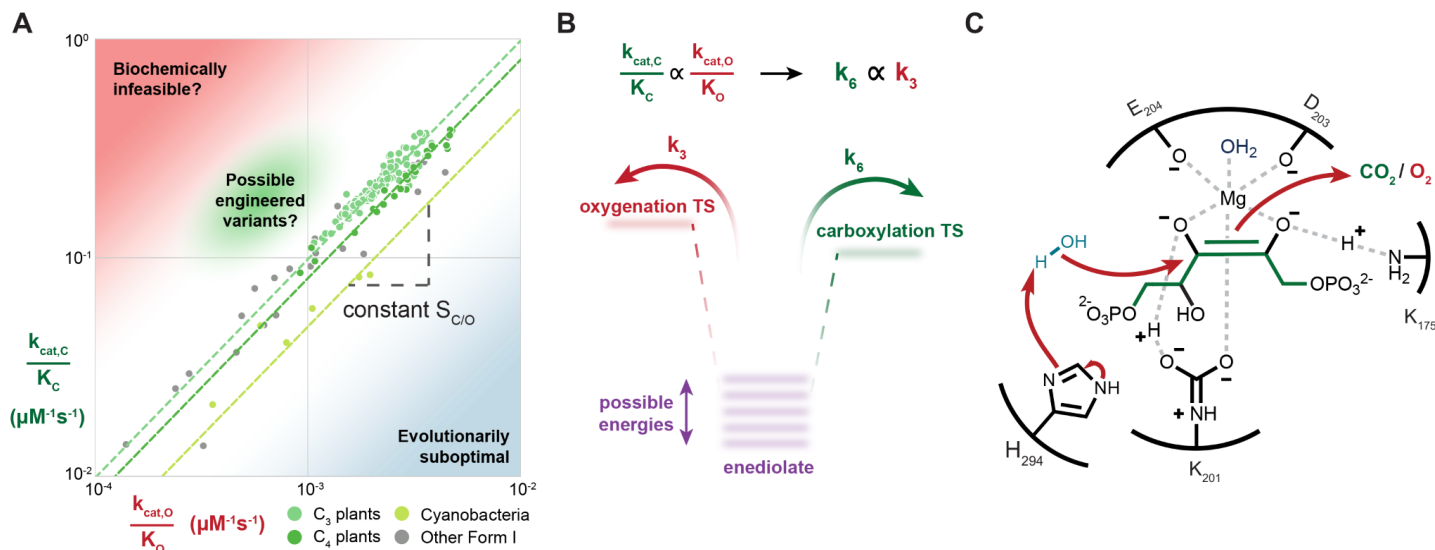 A
10⁰
Biochemically
infeasible?
Possible
engineered
variants?
10⁻¹
constant S_C/O
k_cat,C
K_C
(μM⁻¹s⁻¹)
Evolutionarily
suboptimal
10⁻²
10⁻⁴
10⁻³
10⁻²
k_cat,O
K_O
(μM⁻¹s⁻¹)
C₃ plants
C₄ plants
Cyanobacteria
Other Form I
B
k_cat,C
K_C
∝
k_cat,O
K_O
→ k₆ ∝ k₃
k₃
k₆
oxygenation TS
carboxylation TS
possible
energies
enediolate
C
E₂₀₄
D₂₀₃
OH₂
O
−
O
−
CO₂ / O₂
Mg
−
O
O
−
H
+
NH₂
K₁₇₅
OH
H
OPO₃²⁻
²⁻O₃PO
HO
H
+
−
O
O
−
N
NH
+
NH
H₂₉₄
K₂₀₁